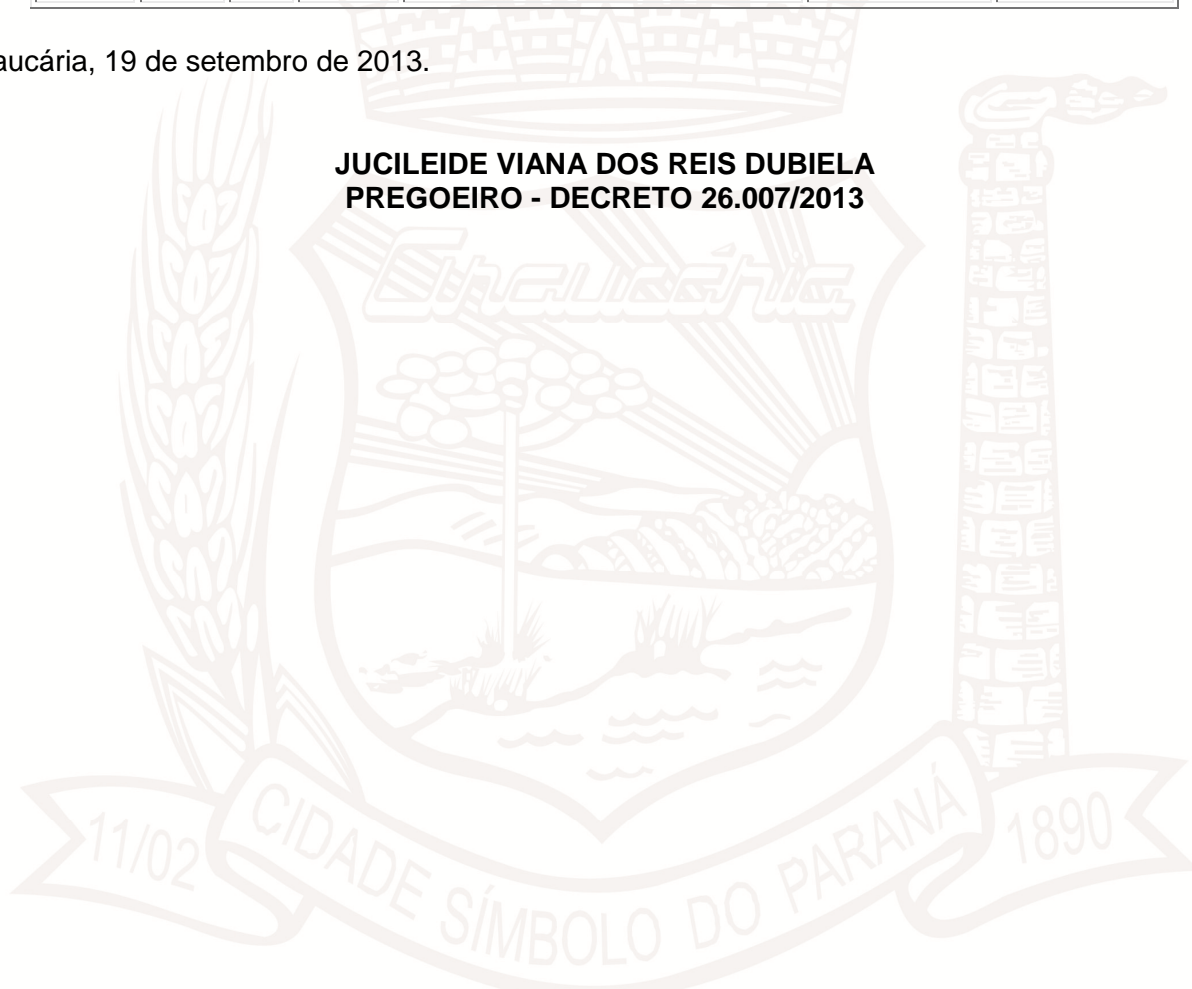 aucária, 19 de setembro de 2013.
JUCILEIDE VIANA DOS REIS DUBIELA
PREGOEIRO - DECRETO 26.007/2013
Araucária
11/02
CIDADE SÍMBOLO DO PARANÁ
1890